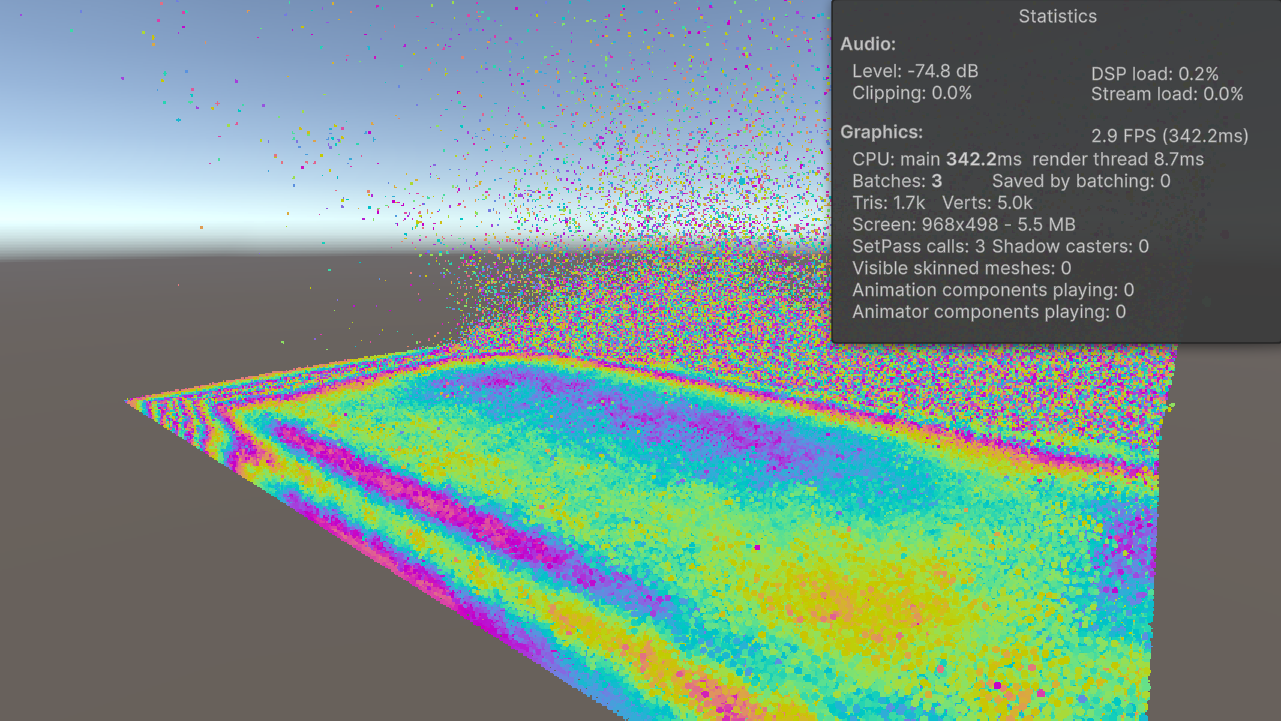 Statistics
Audio:
Level: -74.8 dB
DSP load: 0.2%
Clipping: 0.0%
Stream load: 0.0%
Graphics:
2.9 FPS (342.2ms)
CPU: main 342.2ms render thread 8.7ms
Batches: 3 Saved by batching: 0
Tris: 1.7k Verts: 5.0k
Screen: 968x498 - 5.5 MB
SetPass calls: 3 Shadow casters: 0
Visible skinned meshes: 0
Animation components playing: 0
Animator components playing: 0